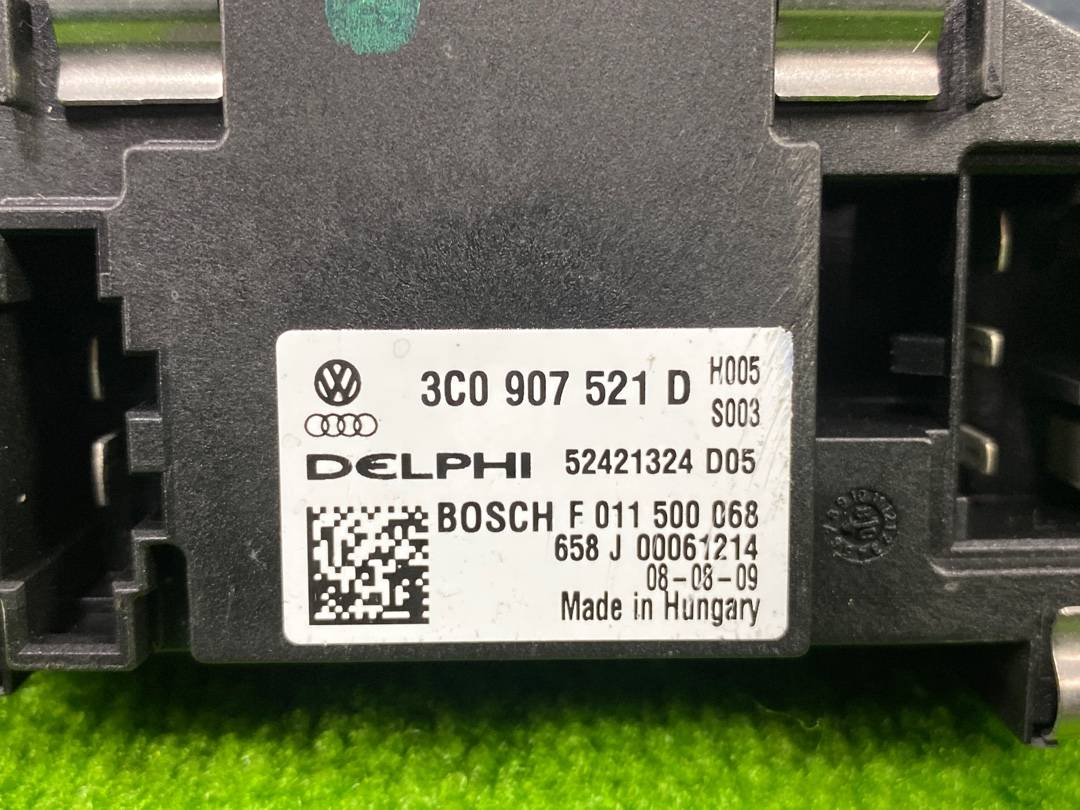 3C0 907 521 D H005
S003
DELPHI 52421324 D05
BOSCH F 011 500 068
658 J 00061214
08-08-09
Made in Hungary